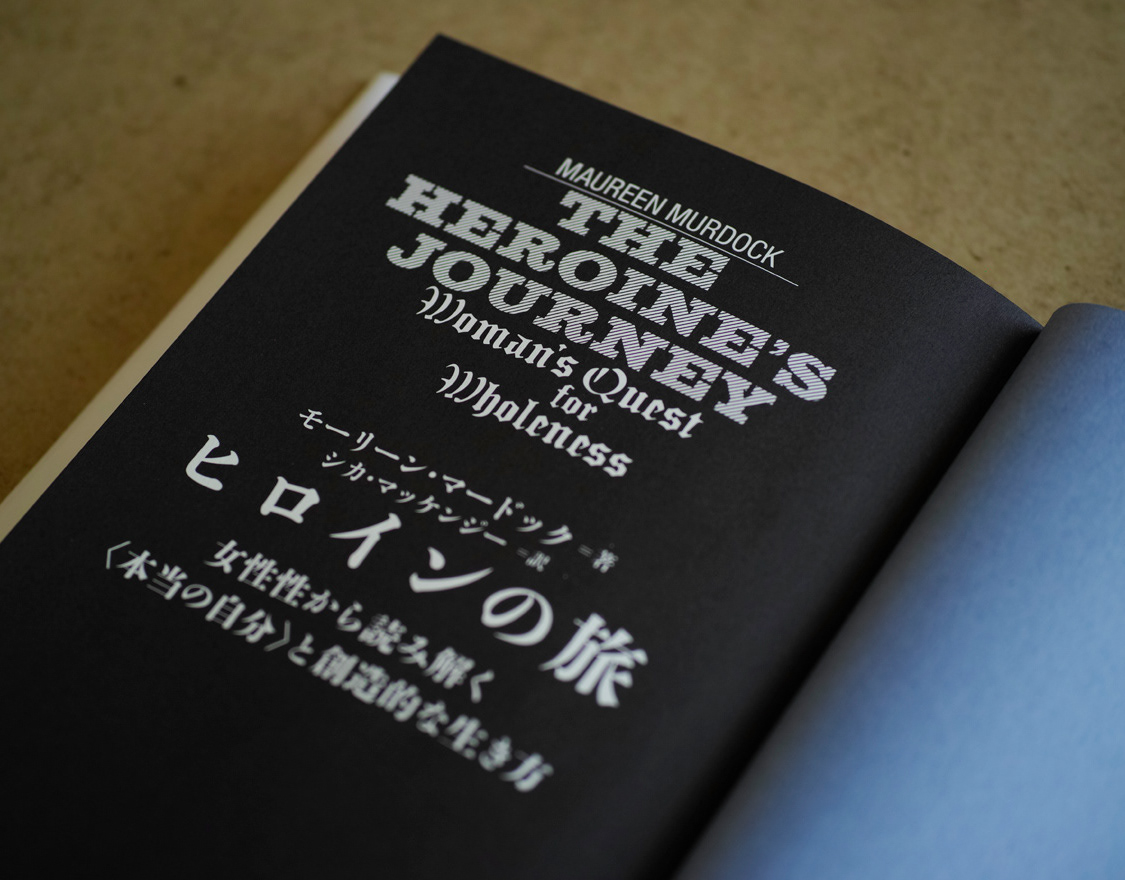 MAUREEN MURDOCK
THE
HEROINE'S
JOURNEY
Woman's Quest
for
Wholeness
モーリーン・マードック=著
シカ・マッケンジー=訳
ヒロインの旅
女性性から読み解く
〈本当の自分〉と創造的な生き方